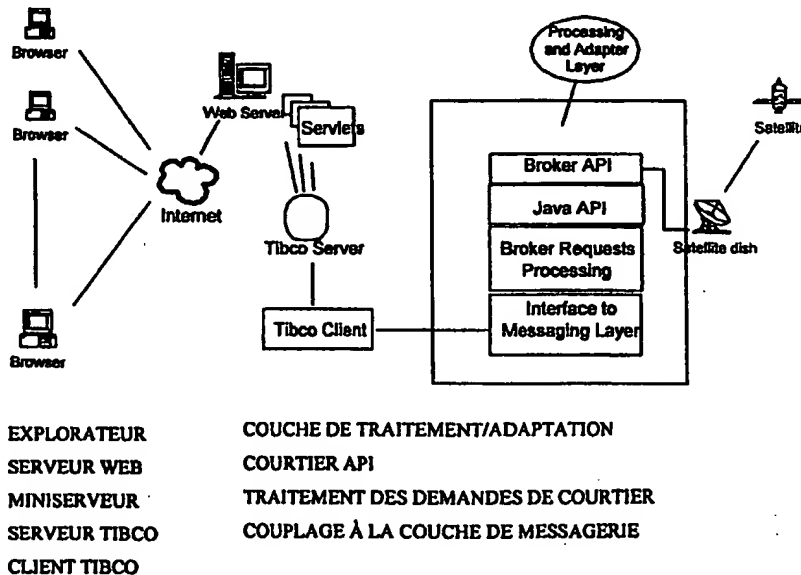 Browser
Browser
Browser
Internet
Web Server
Servlets
Tibco Server
Tibco Client
Processing
and Adapter
Layer
Broker API
Java API
Broker Requests
Processing
Interface to
Messaging Layer
Satellite
Satellite dish
EXPLORATEUR
SERVEUR WEB
MINISERVEUR
SERVEUR TIBCO
CLIENT TIBCO
COUCHE DE TRAITEMENT/ADAPTATION
COURTIER API
TRAITEMENT DES DEMANDES DE COURTIER
COUPLAGE À LA COUCHE DE MESSAGERIE